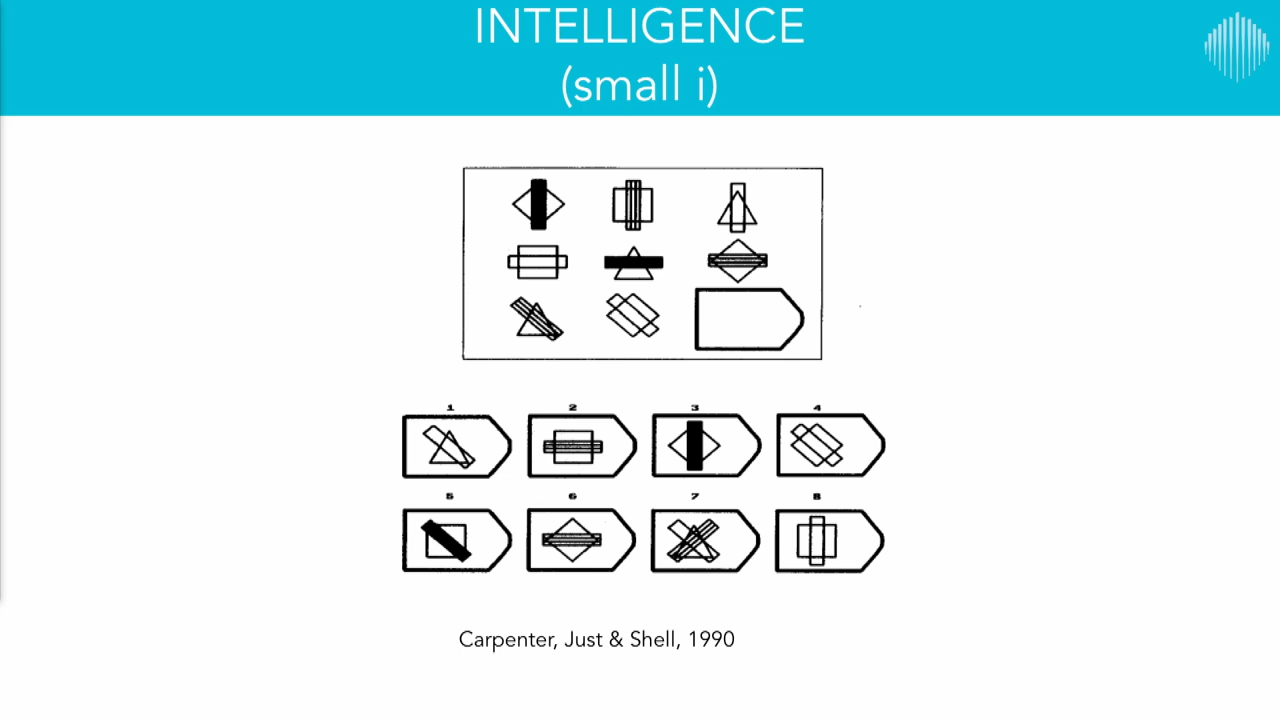 INTELLIGENCE
(small i)
1 2 3 4
5 6 7 8
Carpenter, Just & Shell, 1990